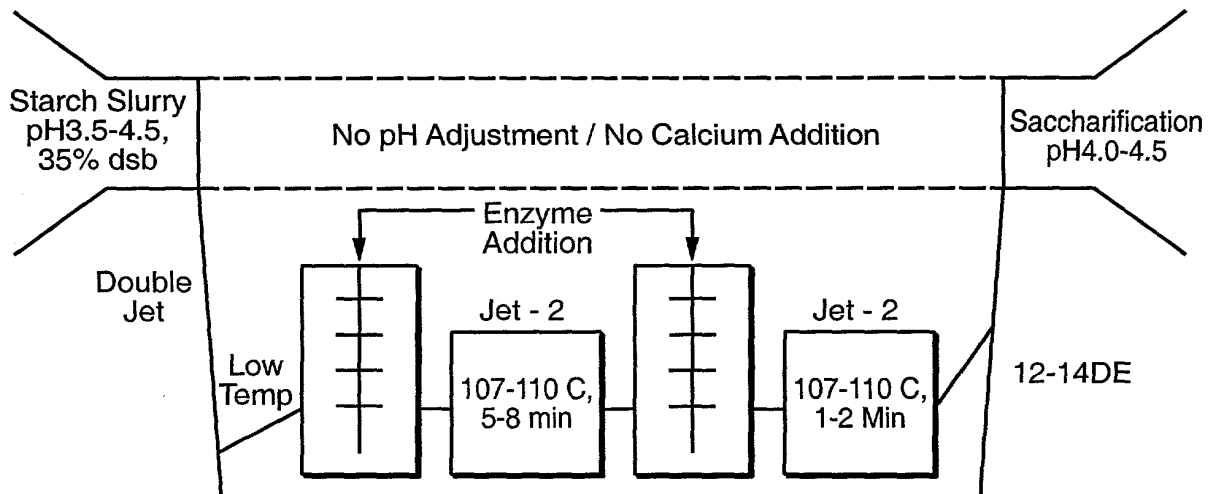 Starch Slurry
pH3.5-4.5,
35% dsb
No pH Adjustment / No Calcium Addition
Saccharification
pH4.0-4.5
Enzyme
Addition
Double
Jet
Jet - 2
Jet - 2
Low
Temp
107-110 C,
5-8 min
107-110 C,
1-2 Min
12-14DE